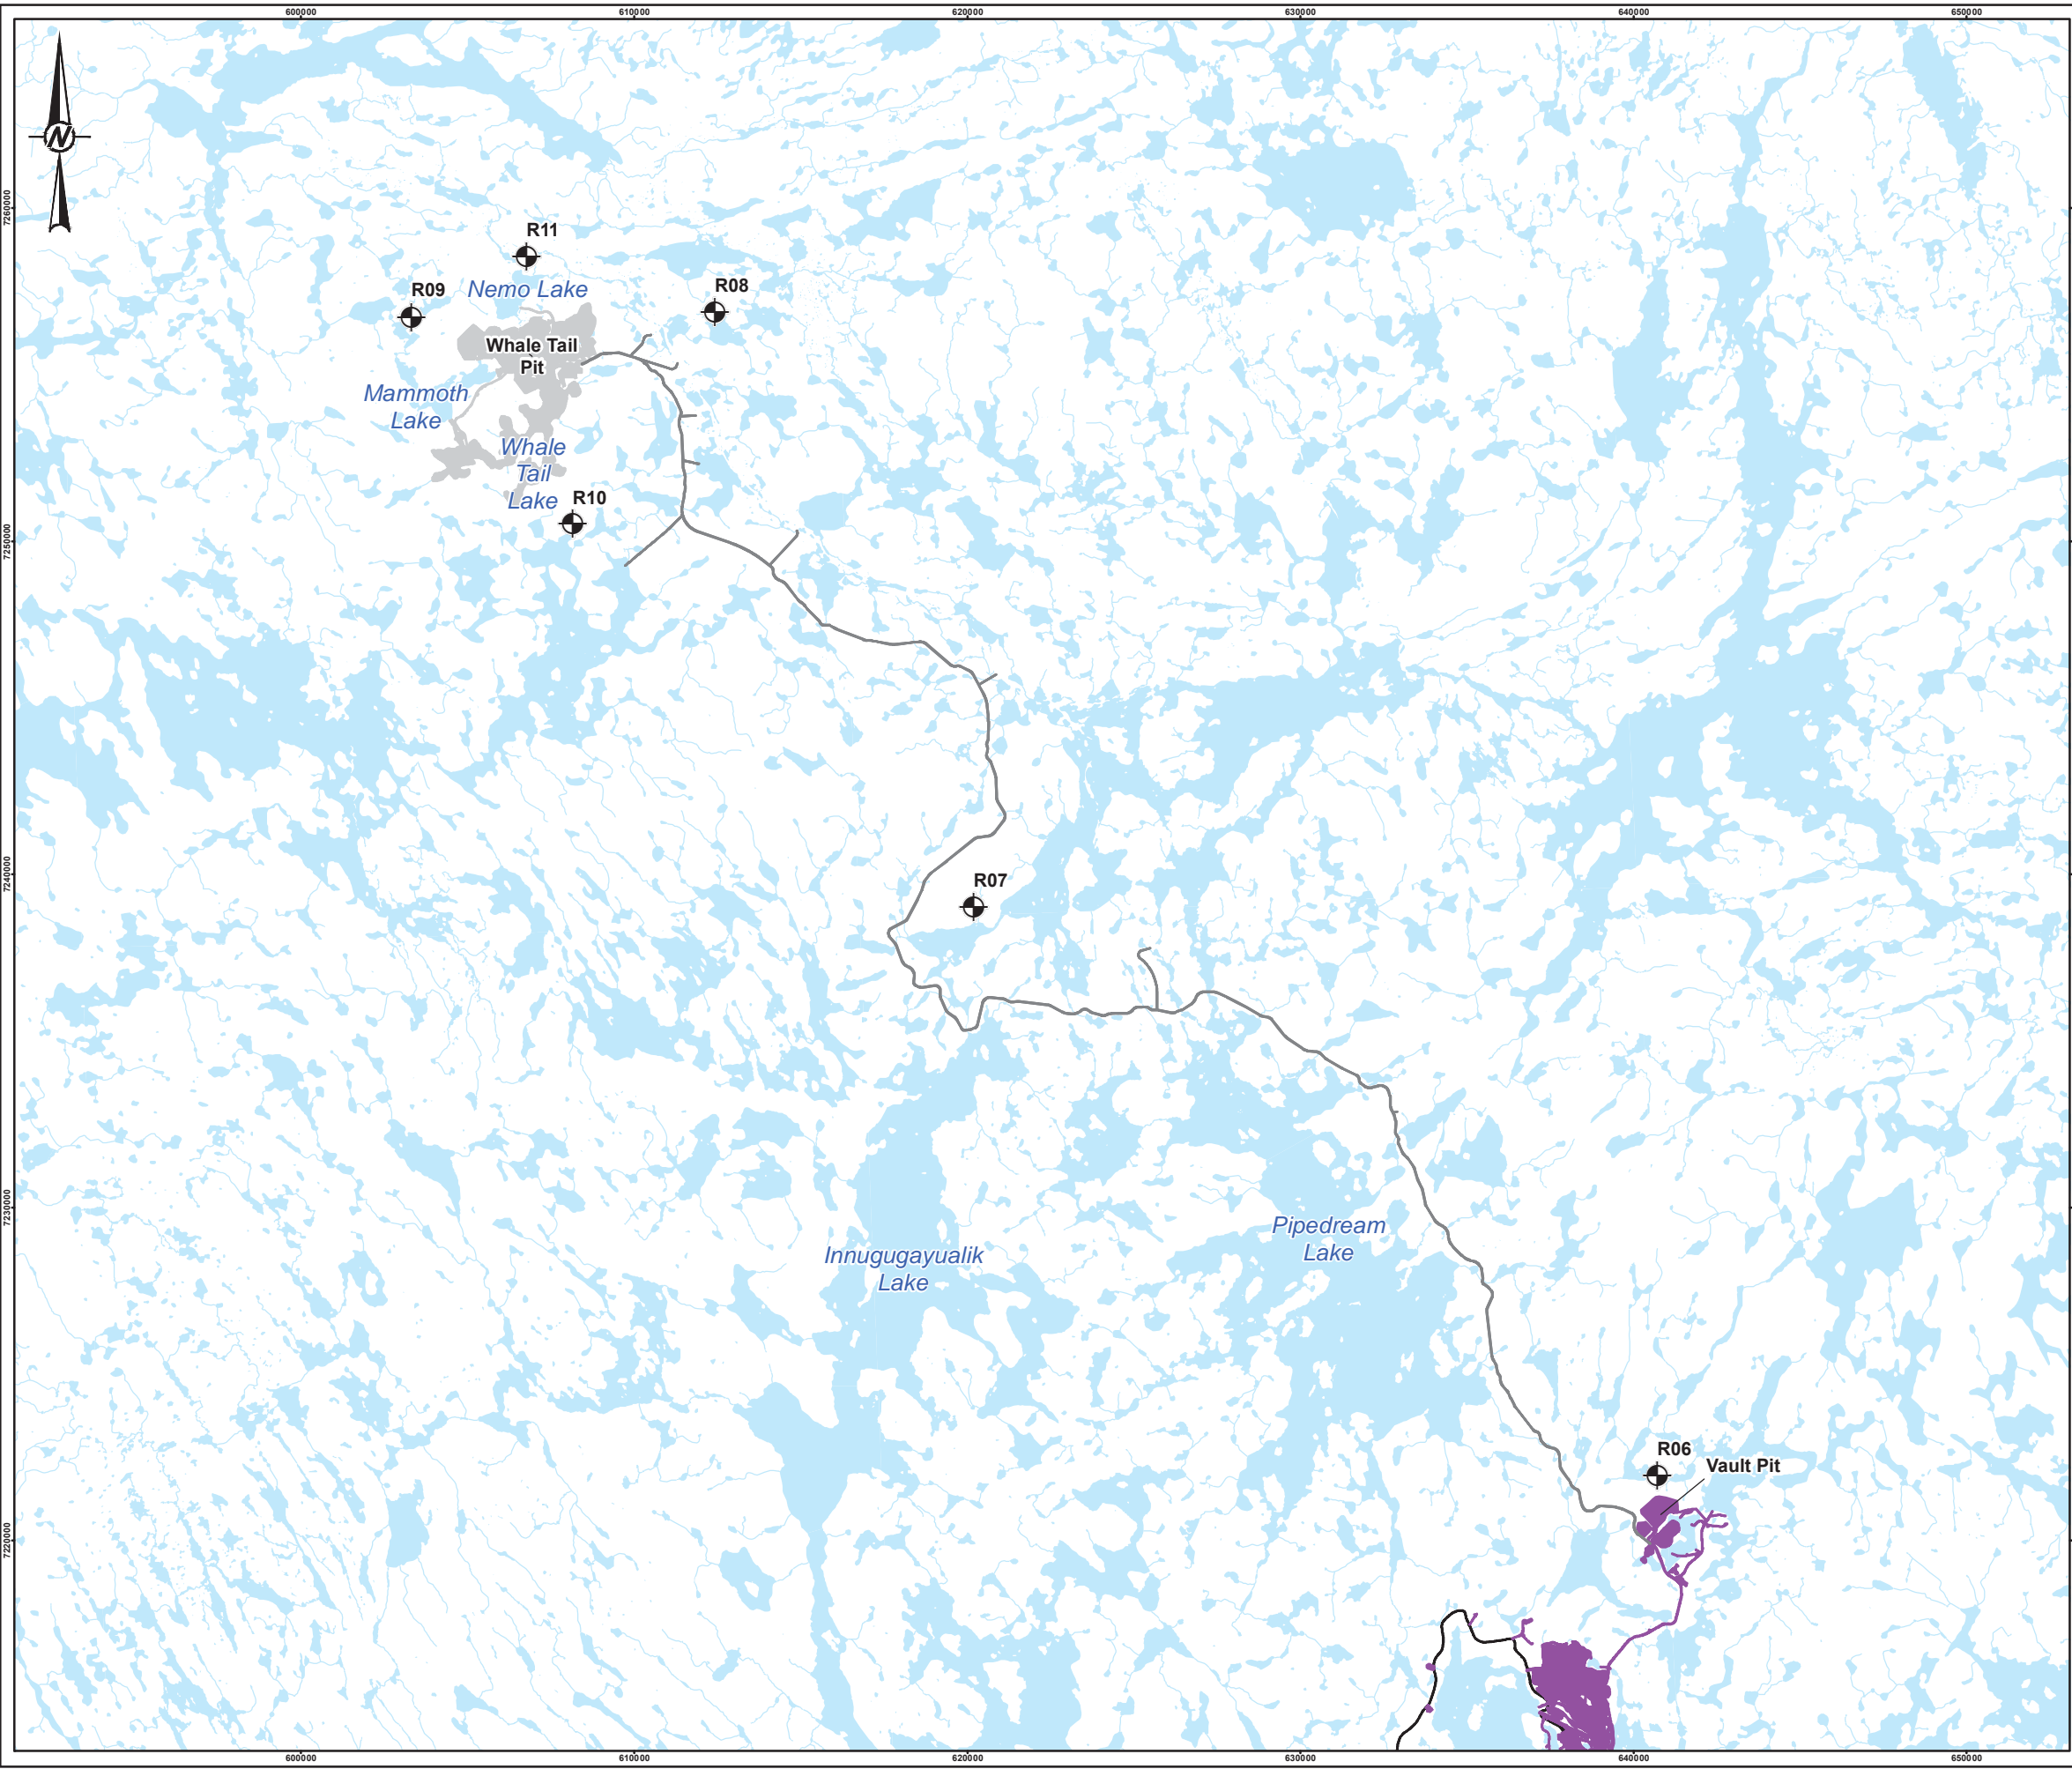 600000
610000
620000
630000
640000
650000
N
7260000
R11
R09
Nemo Lake
R08
Whale Tail
Pit
Mammoth
Lake
Whale
Tail
Lake
R10
7250000
7240000
R07
7230000
Pipedream
Lake
Innugugayualik
Lake
R06
Vault Pit
7220000
600000
610000
620000
630000
640000
650000